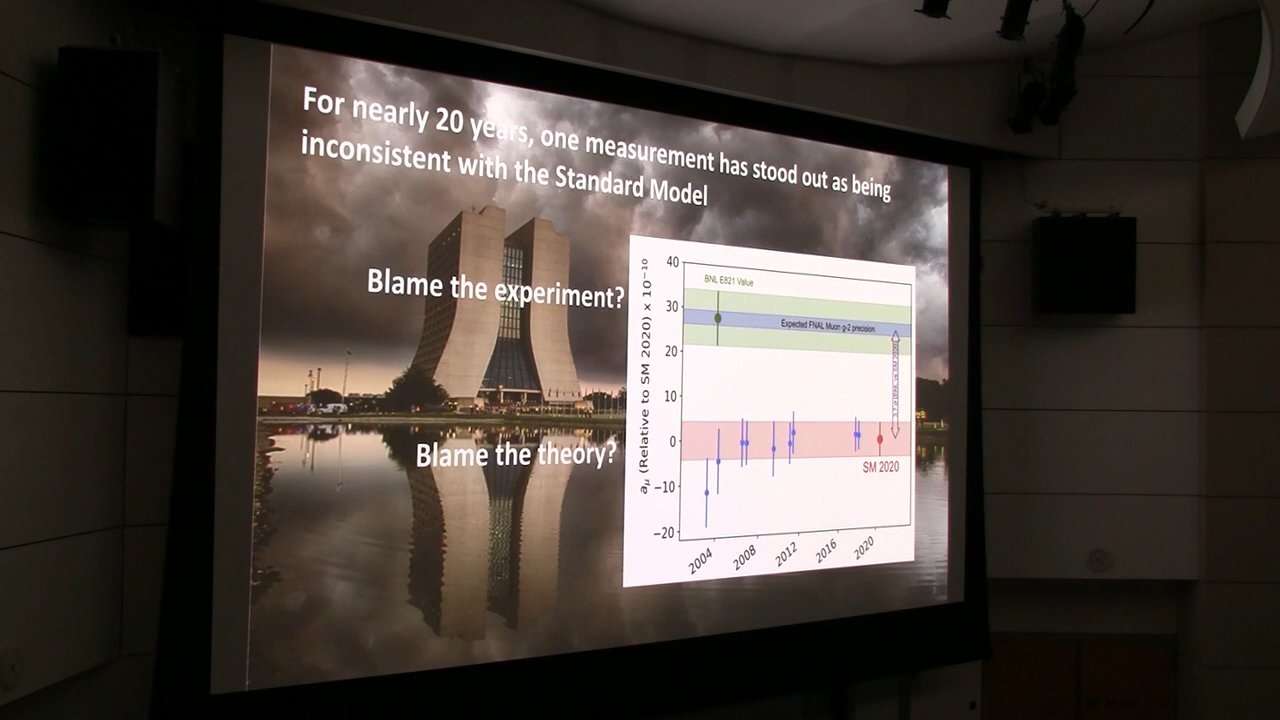 For nearly 20 years, one measurement has stood out as being
inconsistent with the Standard Model
Blame the experiment?
Blame the theory?
a_μ (Relative to SM 2020) x 10⁻¹⁰
40
30
20
10
0
−10
−20
BNL E821 Value
Expected FNAL Muon g-2 precision
SM 2020
2004
2008
2012
2016
2020